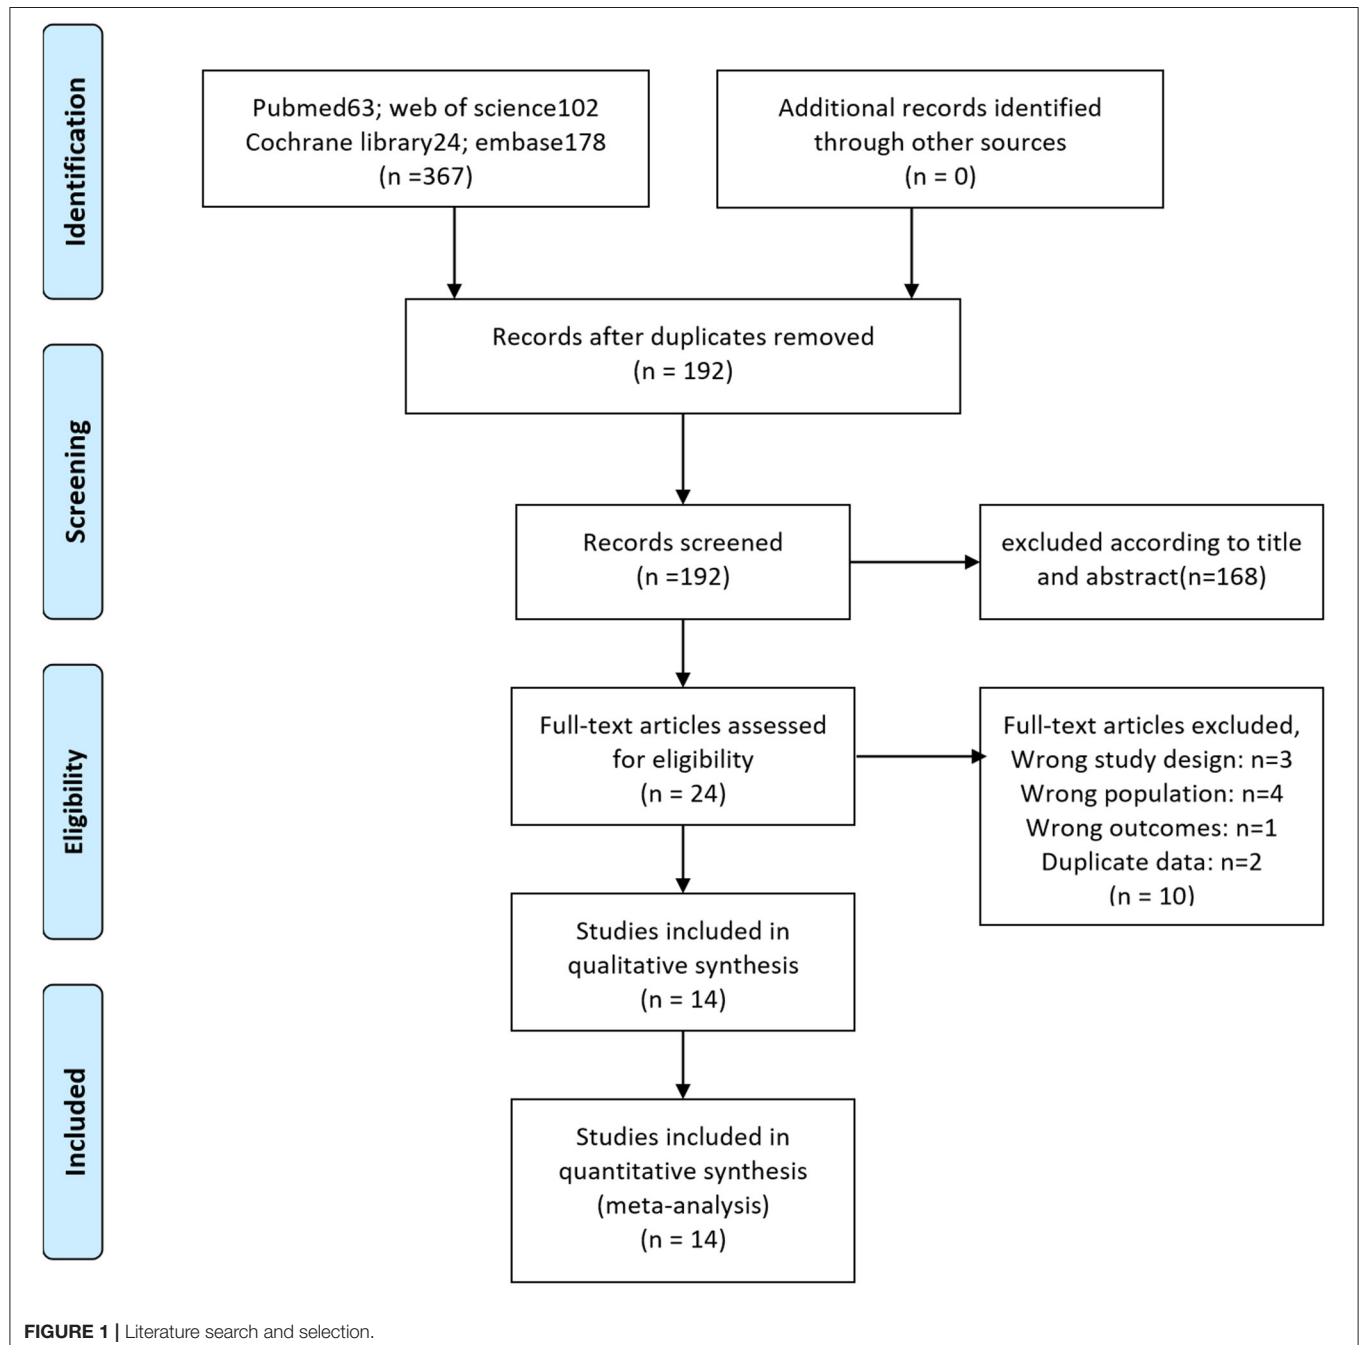 Identification
Pubmed63; web of science102
Cochrane library24; embase178
(n =367)
Additional records identified
through other sources
(n = 0)
Records after duplicates removed
(n = 192)
Screening
Records screened
(n =192)
excluded according to title
and abstract(n=168)
Eligibility
Full-text articles assessed
for eligibility
(n = 24)
Full-text articles excluded,
Wrong study design: n=3
Wrong population: n=4
Wrong outcomes: n=1
Duplicate data: n=2
(n = 10)
Studies included in
qualitative synthesis
(n = 14)
Included
Studies included in
quantitative synthesis
(meta-analysis)
(n = 14)
FIGURE 1 | Literature search and selection.